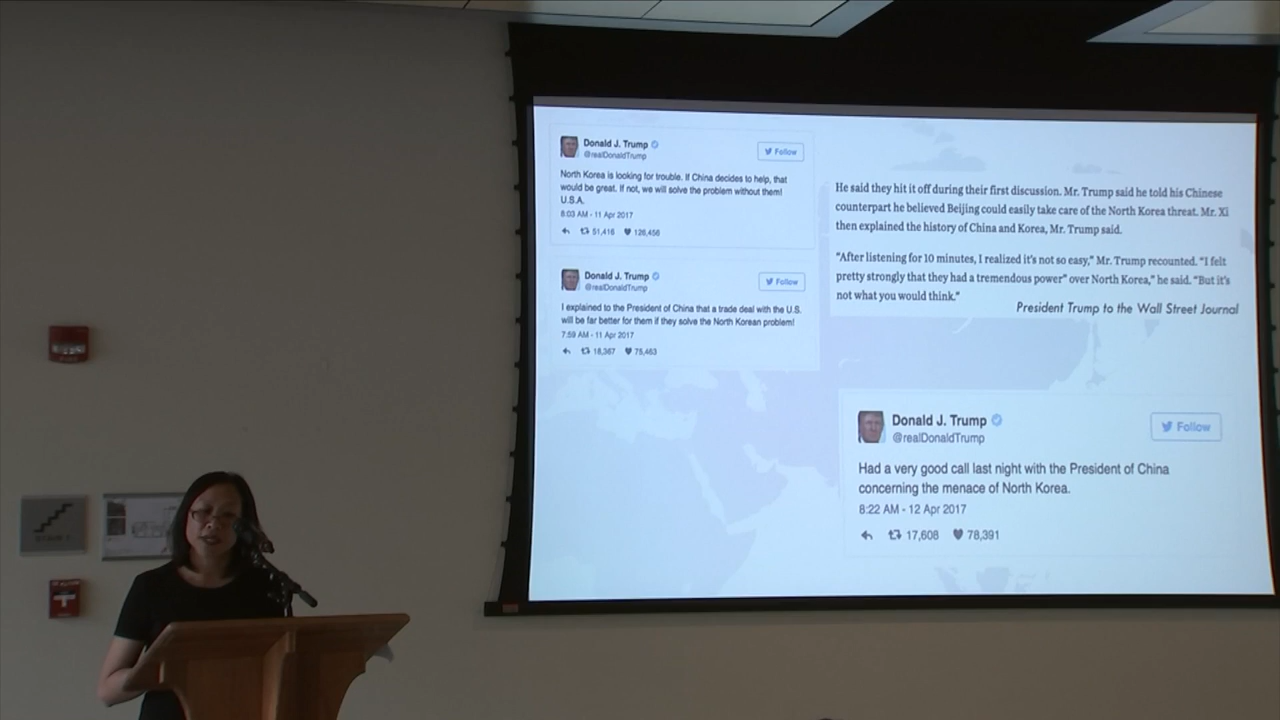 Donald J. Trump
@realDonaldTrump
Follow
North Korea is looking for trouble. If China decides to help, that
would be great. If not, we will solve the problem without them!
U.S.A.
8:03 AM - 11 Apr 2017
51,416 126,456
Donald J. Trump
@realDonaldTrump
Follow
I explained to the President of China that a trade deal with the U.S.
will be far better for them if they solve the North Korean problem!
7:59 AM - 11 Apr 2017
18,367 75,463
He said they hit it off during their first discussion. Mr. Trump said he told his Chinese
counterpart he believed Beijing could easily take care of the North Korea threat. Mr. Xi
then explained the history of China and Korea, Mr. Trump said.
“After listening for 10 minutes, I realized it’s not so easy,” Mr. Trump recounted. “I felt
pretty strongly that they had a tremendous power” over North Korea,” he said. “But it’s
not what you would think.”
President Trump to the Wall Street Journal
Donald J. Trump
@realDonaldTrump
Follow
Had a very good call last night with the President of China
concerning the menace of North Korea.
8:22 AM - 12 Apr 2017
17,608 78,391